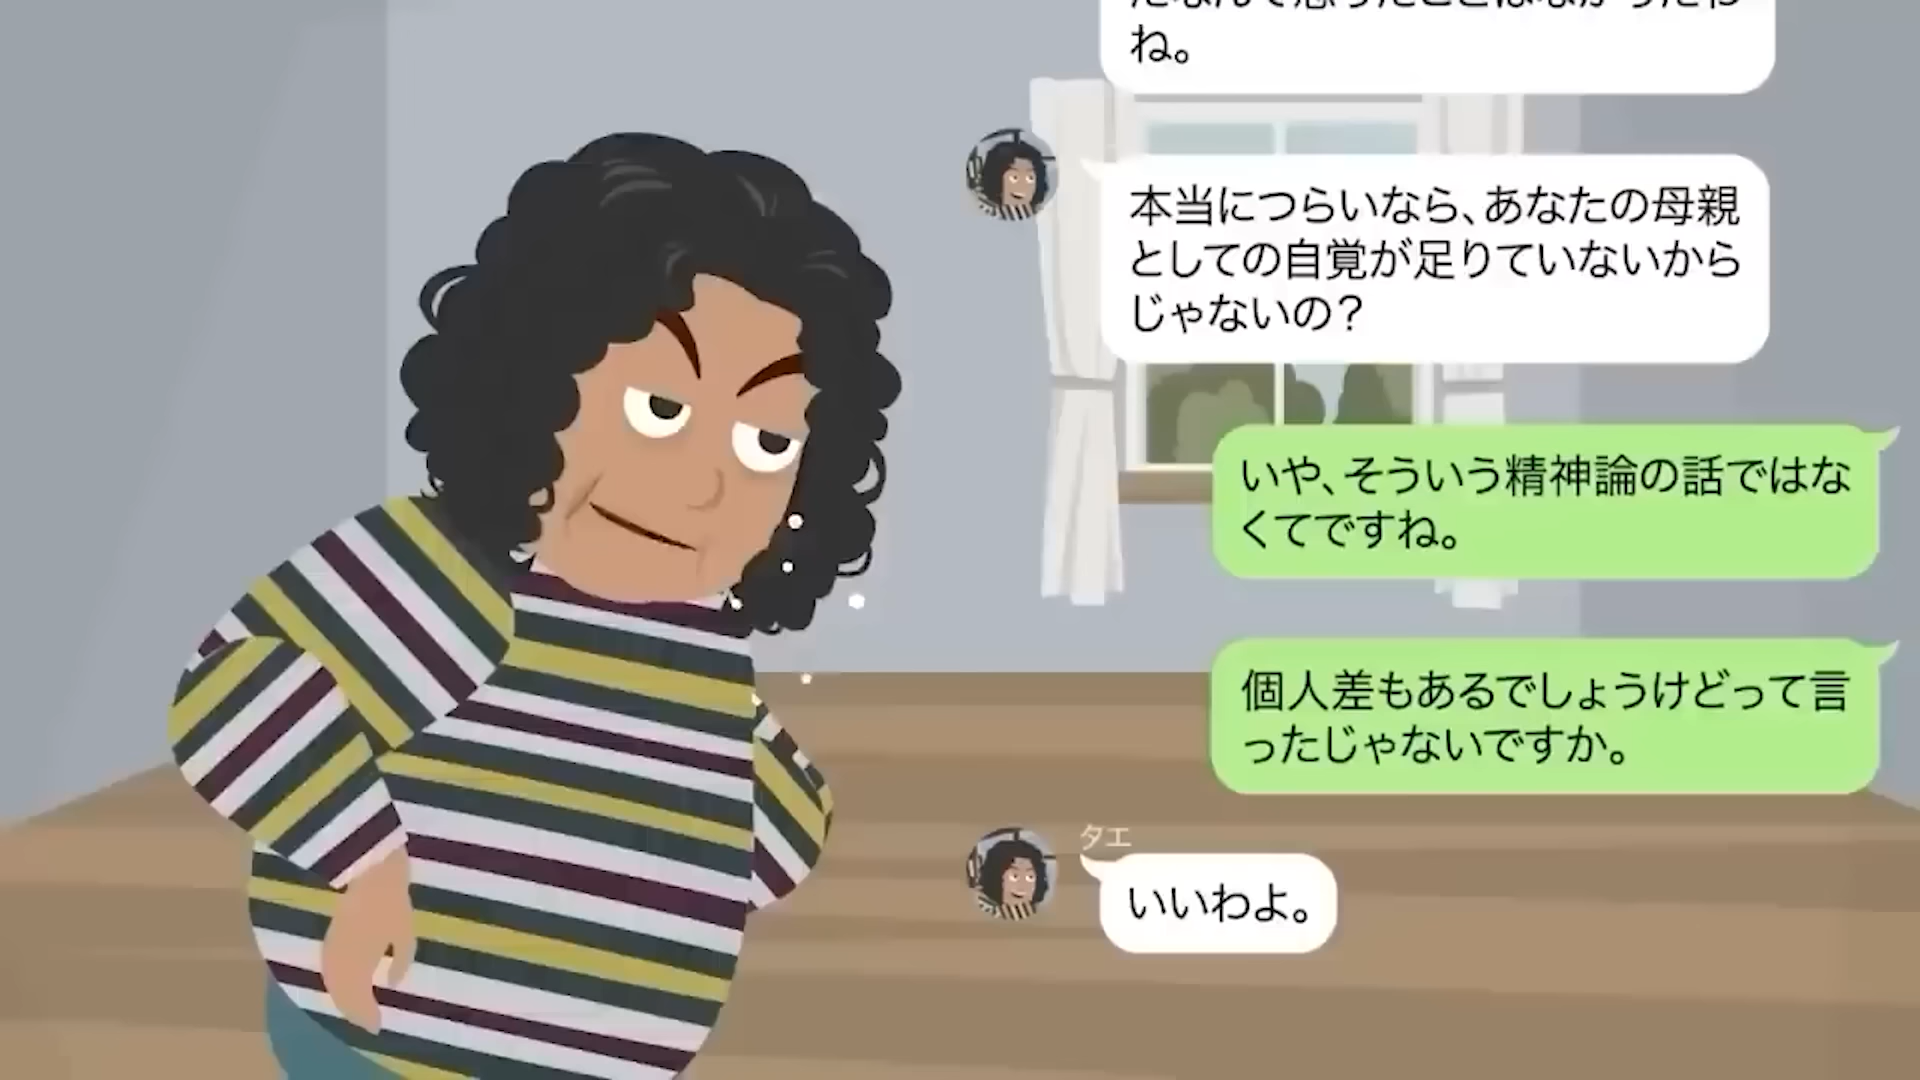 ね。
本当につらいなら、あなたの母親
としての自覚が足りていないから
じゃないの？
いや、そういう精神論の話ではな
くてですね。
個人差もあるでしょうけどって言
ったじゃないですか。
タエ
いいわよ。